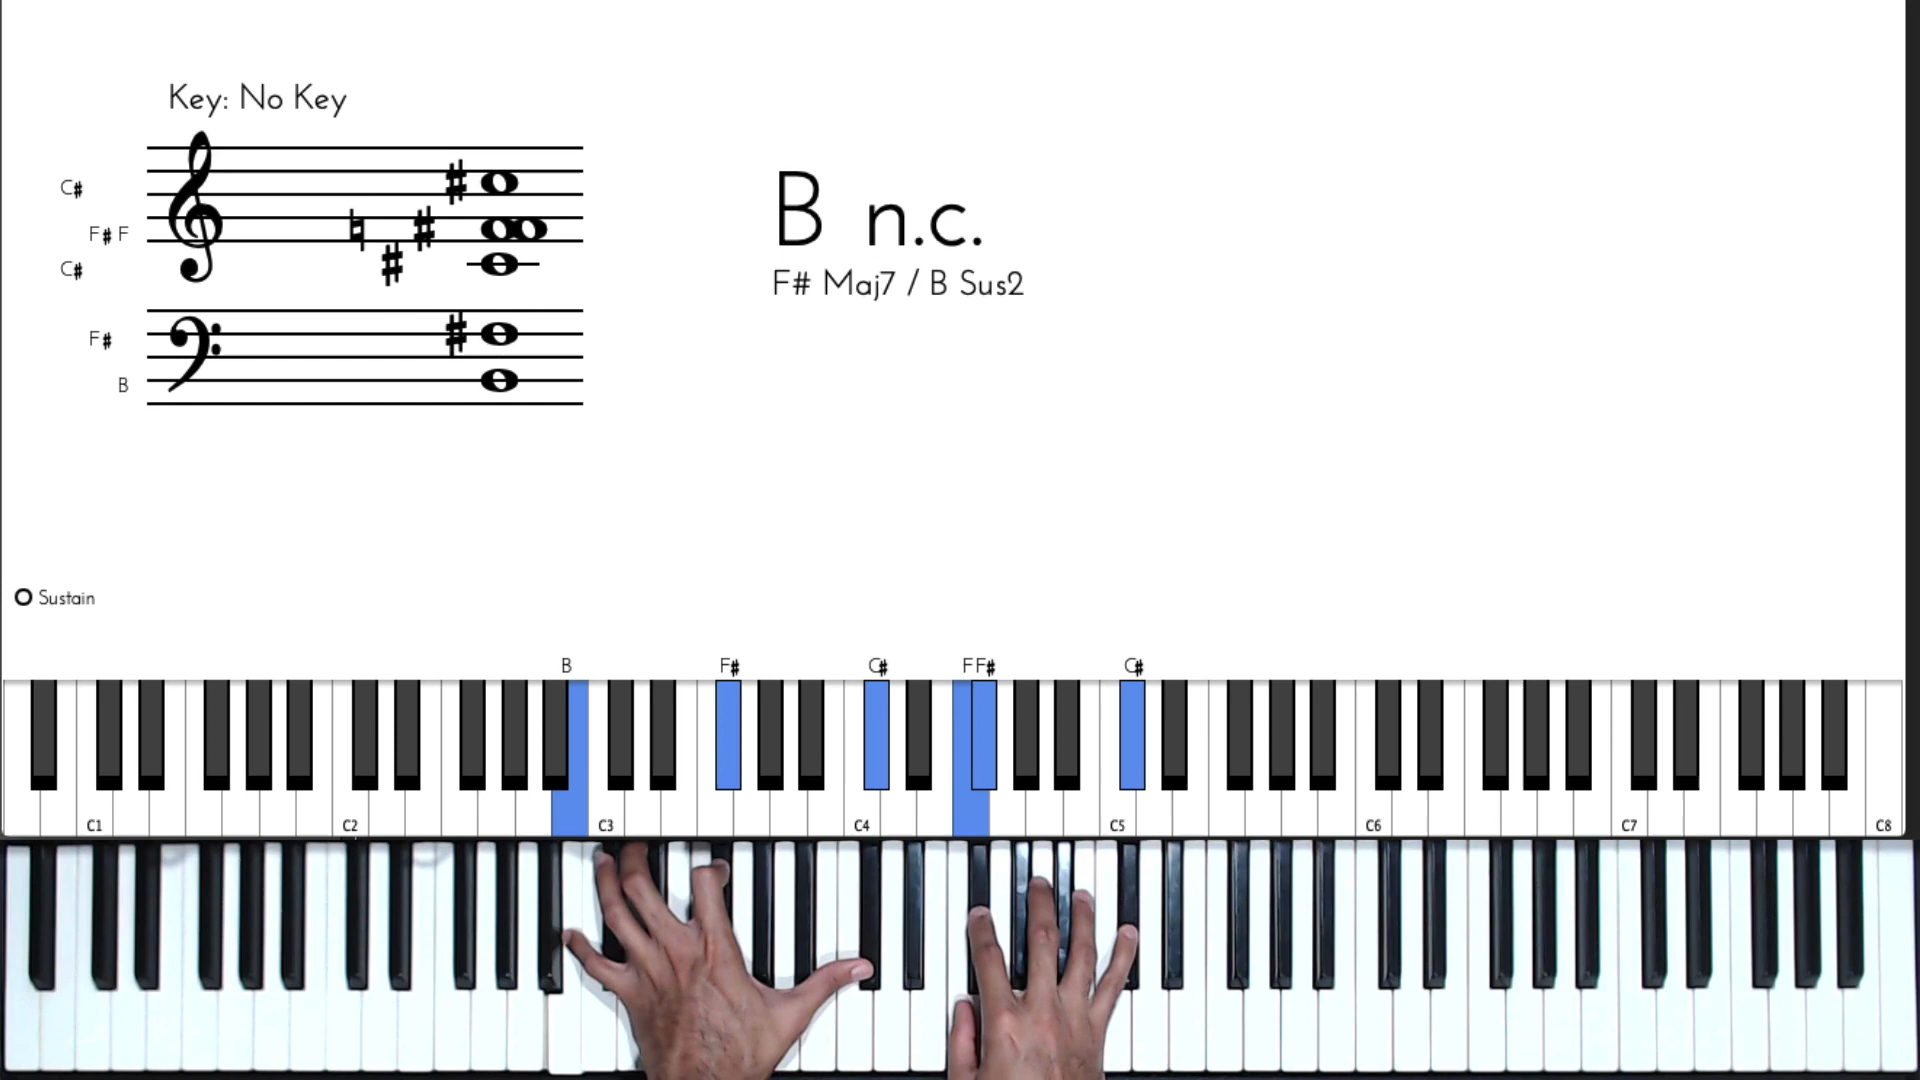 Key: No Key
C#
F# F
C#
F#
B
B n.c.
F# Maj7 / B Sus2
Sustain
B F# C# F F# C#
C1 C2 C3 C4 C5 C6 C7 C8